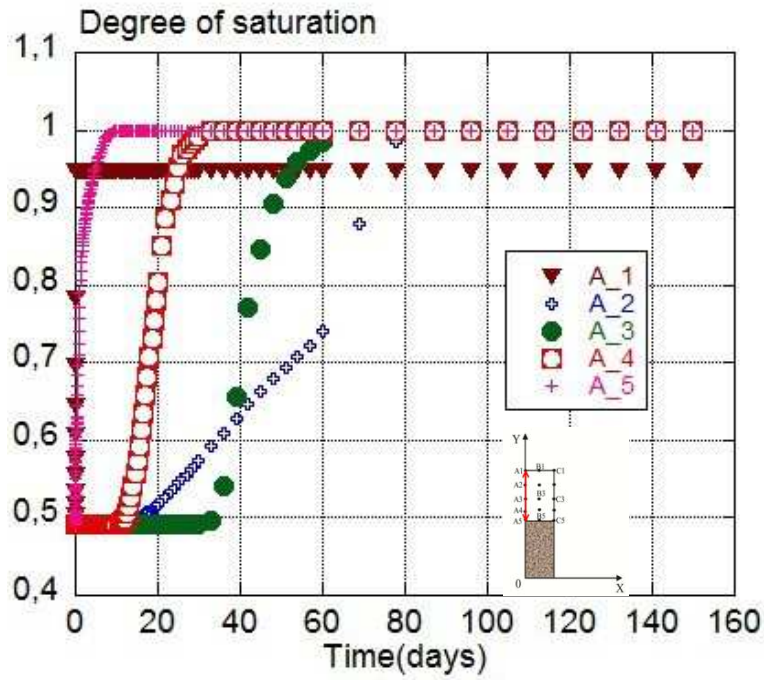 Degree of saturation
1,1
1
0,9
0,8
0,7
0,6
0,5
0,4
0 20 40 60 80 100 120 140 160
Time(days)
A_1
A_2
A_3
A_4
A_5
Y
A1 B1 C1
A2
A3 B3 C3
A4
A5 B5 C5
0 X